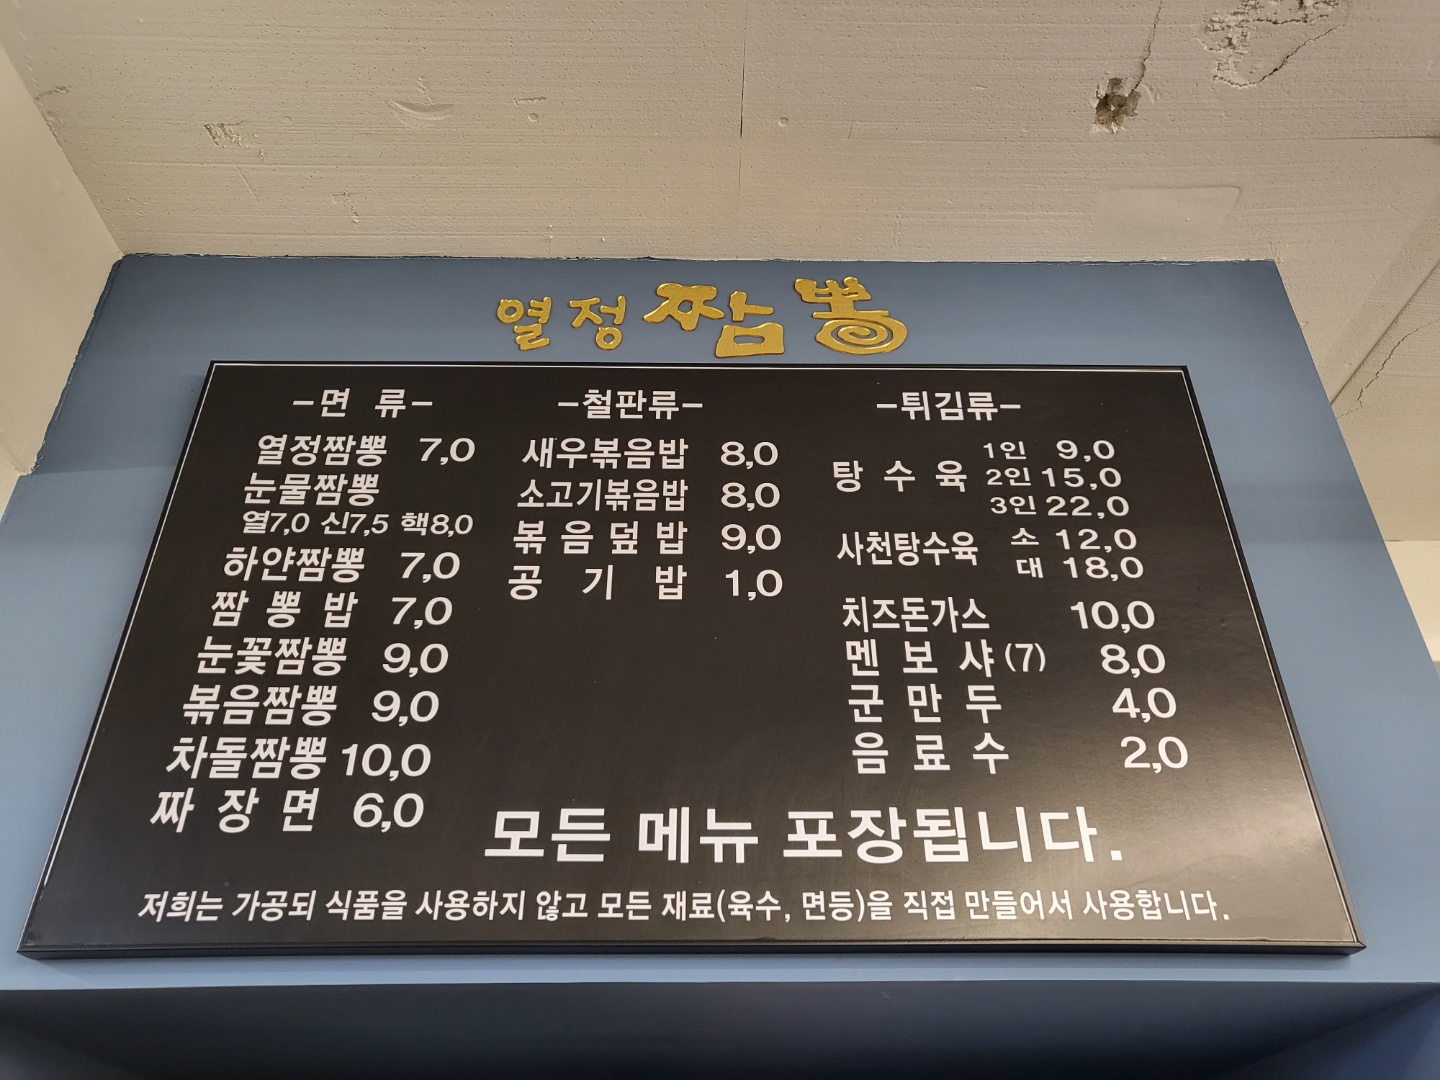 열정짬뽕
-면 류-
열정짬뽕 7,0
눈물짬뽕
열7,0 신7,5 핵8,0
하얀짬뽕 7,0
짬 뽕 밥 7,0
눈꽃짬뽕 9,0
볶음짬뽕 9,0
차돌짬뽕 10,0
짜 장 면 6,0
-철판류-
새우볶음밥 8,0
소고기볶음밥 8,0
볶 음 덮 밥 9,0
공 기 밥 1,0
-튀김류-
탕 수 육 1인 9,0
2인 15,0
3인 22,0
사천탕수육 소 12,0
대 18,0
치즈돈가스 10,0
멘 보 샤 (7) 8,0
군 만 두 4,0
음 료 수 2,0
모든 메뉴 포장됩니다.
저희는 가공되 식품을 사용하지 않고 모든 재료(육수, 면등)을 직접 만들어서 사용합니다.